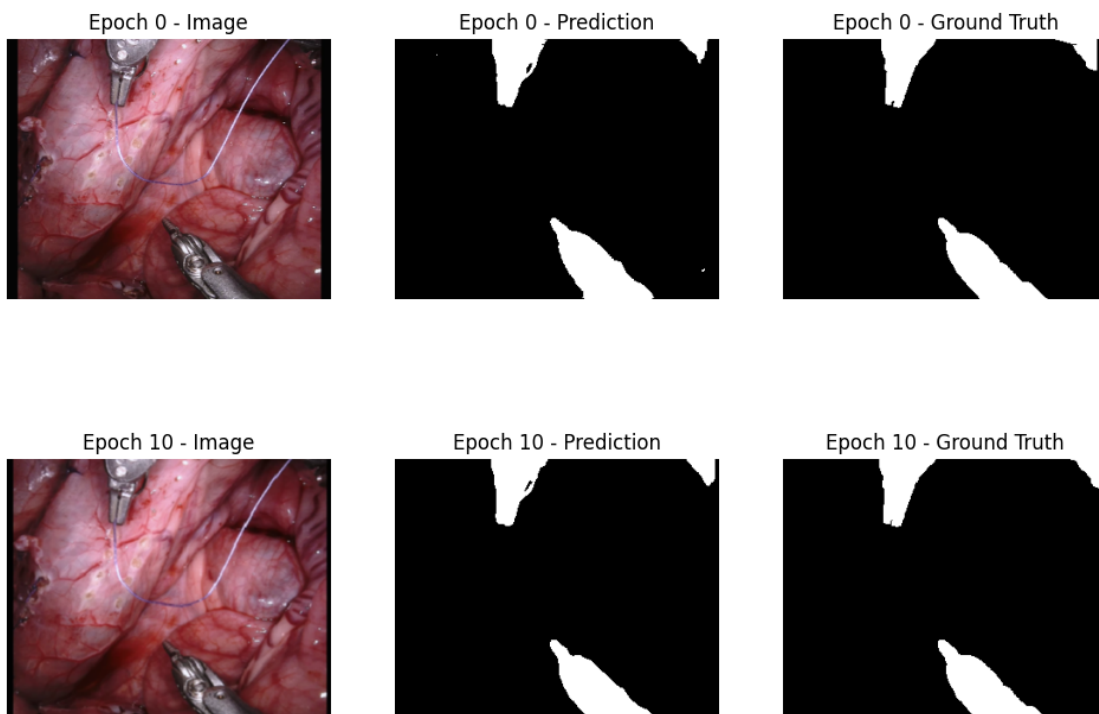 Epoch 0 - Image
Epoch 0 - Prediction
Epoch 0 - Ground Truth
Epoch 10 - Image
Epoch 10 - Prediction
Epoch 10 - Ground Truth